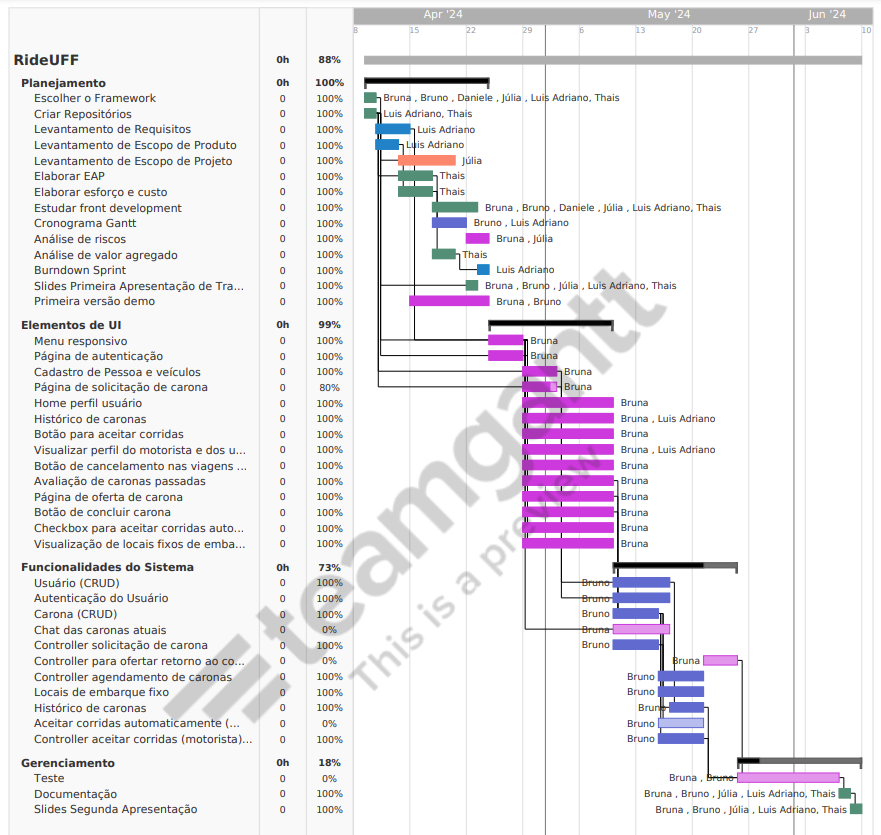 Apr '24 May '24 Jun '24
8 15 22 29 6 13 20 27 3 10
RideUFF 0h 88%
Planejamento 0h 100%
Escolher o Framework 0 100% Bruna , Bruno , Daniele , Júlia , Luis Adriano, Thais
Criar Repositórios 0 100% Luis Adriano, Thais
Levantamento de Requisitos 0 100% Luis Adriano
Levantamento de Escopo de Produto 0 100% Luis Adriano
Levantamento de Escopo de Projeto 0 100% Júlia
Elaborar EAP 0 100% Thais
Elaborar esforço e custo 0 100% Thais
Estudar front development 0 100% Bruna , Bruno , Daniele , Júlia , Luis Adriano, Thais
Cronograma Gantt 0 100% Bruno , Luis Adriano
Análise de riscos 0 100% Bruna , Júlia
Análise de valor agregado 0 100% Thais
Burndown Sprint 0 100% Luis Adriano
Slides Primeira Apresentação de Tra... 0 100% Bruna , Bruno , Júlia , Luis Adriano, Thais
Primeira versão demo 0 100% Bruna , Bruno
Elementos de UI 0h 99%
Menu responsivo 0 100% Bruna
Página de autenticação 0 100% Bruna
Cadastro de Pessoa e veículos 0 100% Bruna
Página de solicitação de carona 0 80% Bruna
Home perfil usuário 0 100% Bruna
Histórico de caronas 0 100% Bruna , Luis Adriano
Botão para aceitar corridas 0 100% Bruna
Visualizar perfil do motorista e dos u... 0 100% Bruna , Luis Adriano
Botão de cancelamento nas viagens ... 0 100% Bruna
Avaliação de caronas passadas 0 100% Bruna
Página de oferta de carona 0 100% Bruna
Botão de concluir carona 0 100% Bruna
Checkbox para aceitar corridas auto... 0 100% Bruna
Visualização de locais fixos de emba... 0 100% Bruna
Funcionalidades do Sistema 0h 73%
Usuário (CRUD) 0 100% Bruno
Autenticação do Usuário 0 100% Bruno
Carona (CRUD) 0 100% Bruno
Chat das caronas atuais 0 0% Bruna
Controller solicitação de carona 0 100% Bruno
Controller para ofertar retorno ao co... 0 0% Bruna
Controller agendamento de caronas 0 100% Bruno
Locais de embarque fixo 0 100% Bruno
Histórico de caronas 0 100% Bruno
Aceitar corridas automaticamente (... 0 0% Bruno
Controller aceitar corridas (motorista)... 0 100% Bruno
Gerenciamento 0h 18%
Teste 0 0% Bruna , Bruno
Documentação 0 100% Bruna , Bruno , Júlia , Luis Adriano, Thais
Slides Segunda Apresentação 0 100% Bruna , Bruno , Júlia , Luis Adriano, Thais
teamgantt
This is a preview